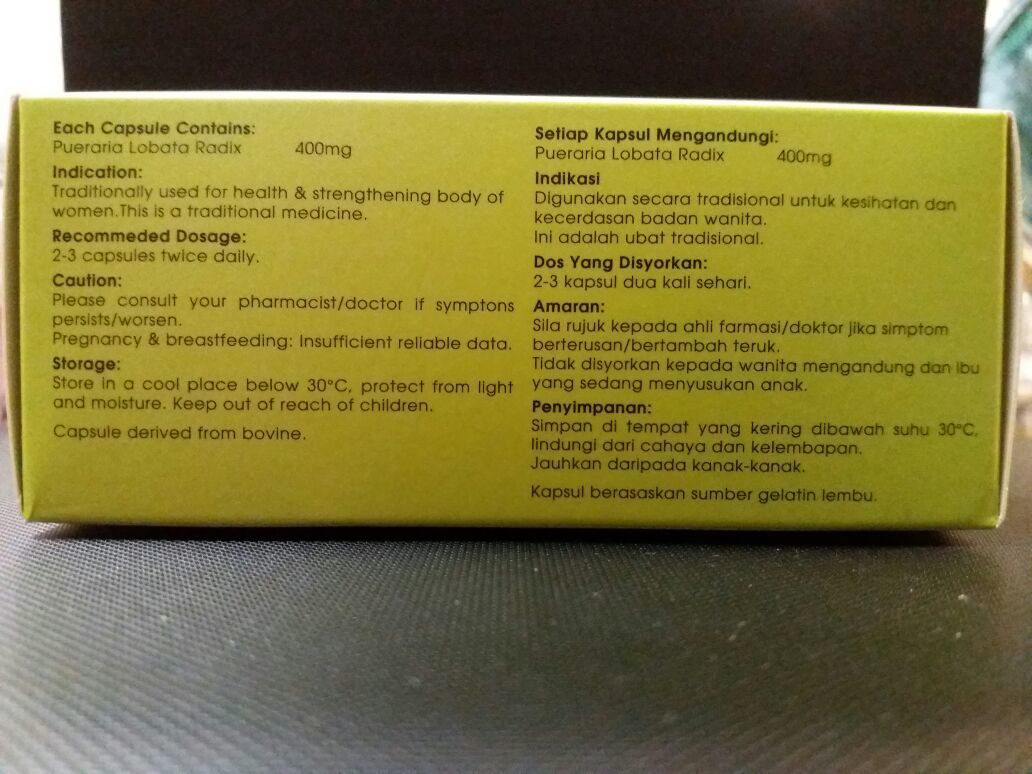 Each Capsule Contains:
Pueraria Lobata Radix 400mg
Indication:
Traditionally used for health & strengthening body of
women.This is a traditional medicine.
Recommeded Dosage:
2-3 capsules twice daily.
Caution:
Please consult your pharmacist/doctor if symptons
persists/worsen.
Pregnancy & breastfeeding: Insufficient reliable data.
Storage:
Store in a cool place below 30°C, protect from light
and moisture. Keep out of reach of children.
Capsule derived from bovine.
Setiap Kapsul Mengandungi:
Pueraria Lobata Radix 400mg
Indikasi
Digunakan secara tradisional untuk kesihatan dan
kecerdasan badan wanita.
Ini adalah ubat tradisional.
Dos Yang Disyorkan:
2-3 kapsul dua kali sehari.
Amaran:
Sila rujuk kepada ahli farmasi/doktor jika simptom
berterusan/bertambah teruk.
Tidak disyorkan kepada wanita mengandung dan ibu
yang sedang menyusukan anak.
Penyimpanan:
Simpan di tempat yang kering dibawah suhu 30°C,
lindungi dari cahaya dan kelembapan.
Jauhkan daripada kanak-kanak.
Kapsul berasaskan sumber gelatin lembu.